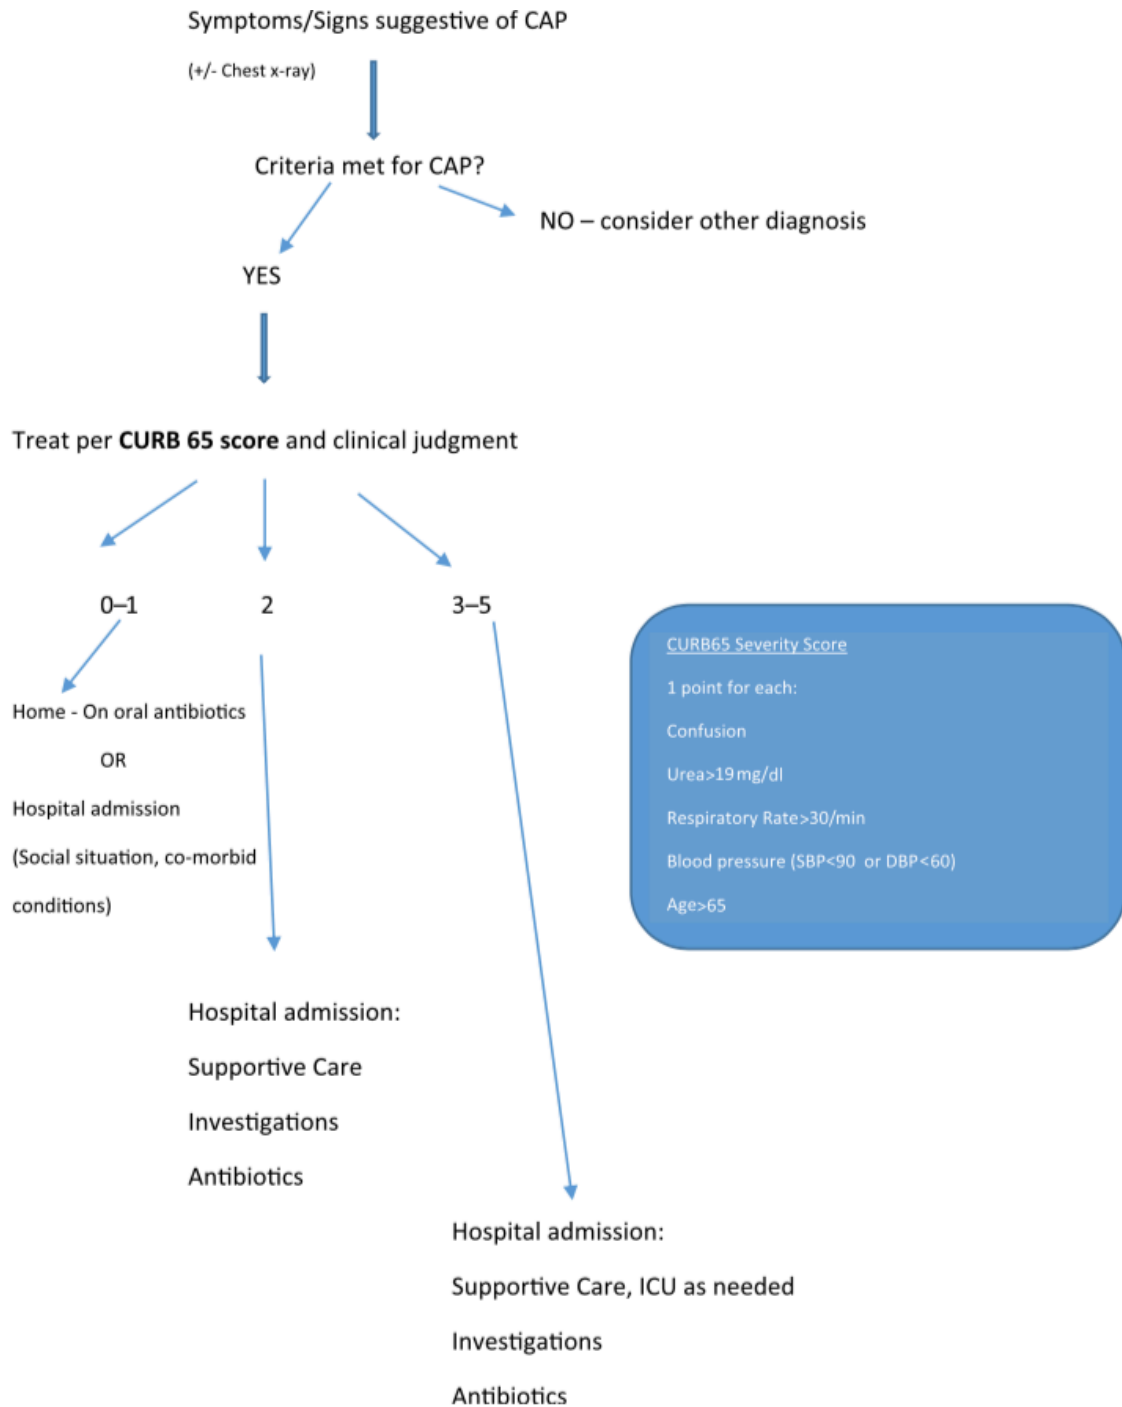 Symptoms/Signs suggestive of CAP
(+/- Chest x-ray)
Criteria met for CAP?
NO – consider other diagnosis
YES
Treat per CURB 65 score and clinical judgment
0–1
2
3–5
Home - On oral antibiotics
OR
Hospital admission
(Social situation, co-morbid
conditions)
CURB65 Severity Score
1 point for each:
Confusion
Urea>19mg/dl
Respiratory Rate>30/min
Blood pressure (SBP<90 or DBP<60)
Age>65
Hospital admission:
Supportive Care
Investigations
Antibiotics
Hospital admission:
Supportive Care, ICU as needed
Investigations
Antibiotics